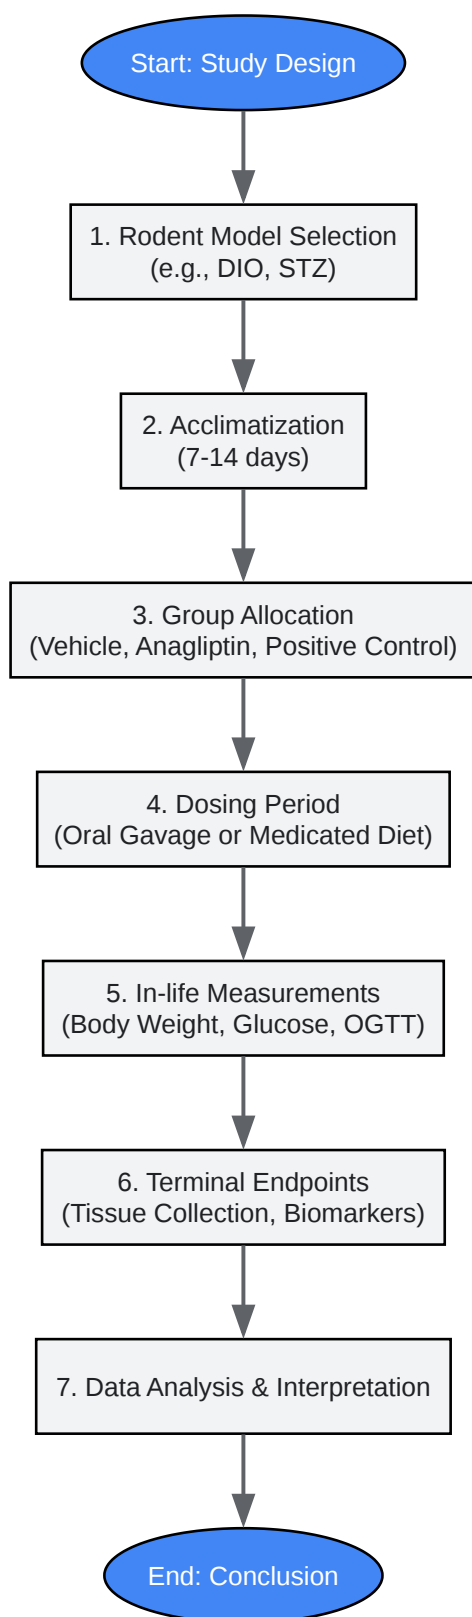 Start: Study Design
1. Rodent Model Selection
(e.g., DIO, STZ)
2. Acclimatization
(7-14 days)
3. Group Allocation
(Vehicle, Anagliptin, Positive Control)
4. Dosing Period
(Oral Gavage or Medicated Diet)
5. In-life Measurements
(Body Weight, Glucose, OGTT)
6. Terminal Endpoints
(Tissue Collection, Biomarkers)
7. Data Analysis & Interpretation
End: Conclusion